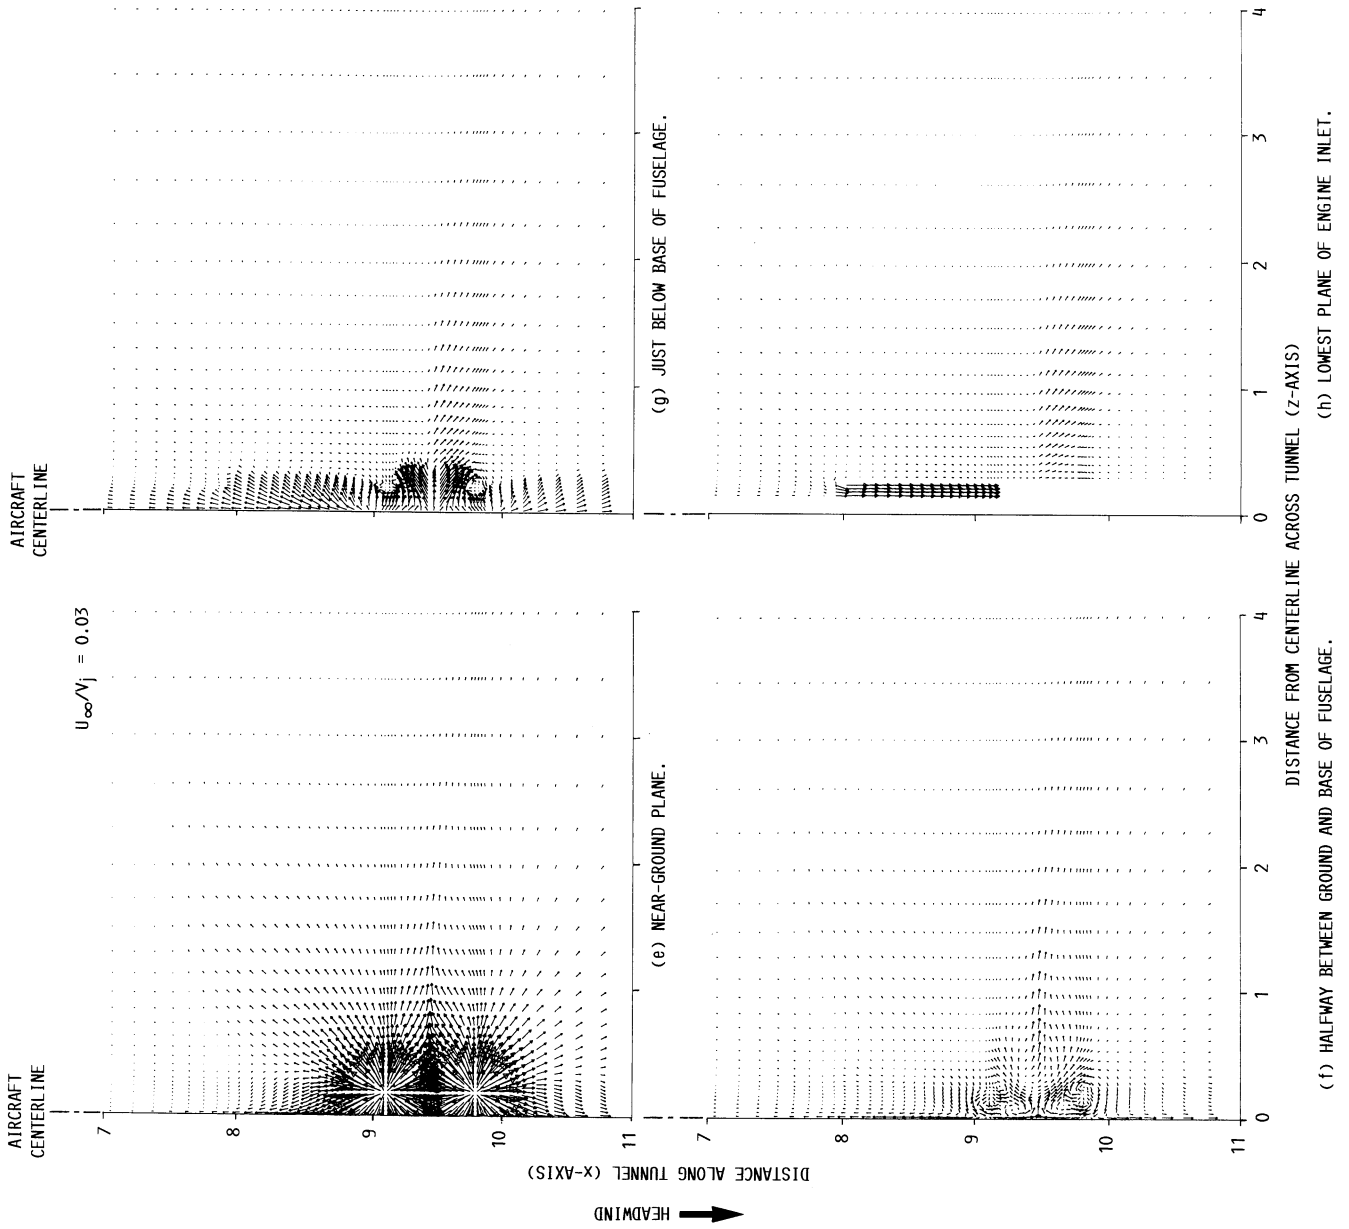 AIRCRAFT
CENTERLINE
AIRCRAFT
CENTERLINE
U∞/Vj = 0.03
7
8
9
10
11
(e) NEAR-GROUND PLANE.
(g) JUST BELOW BASE OF FUSELAGE.
7
8
9
10
11
0
1
2
3
4
0
1
2
3
4
DISTANCE ALONG TUNNEL (x-AXIS)
HEADWIND
DISTANCE FROM CENTERLINE ACROSS TUNNEL (z-AXIS)
(f) HALFWAY BETWEEN GROUND AND BASE OF FUSELAGE.
(h) LOWEST PLANE OF ENGINE INLET.